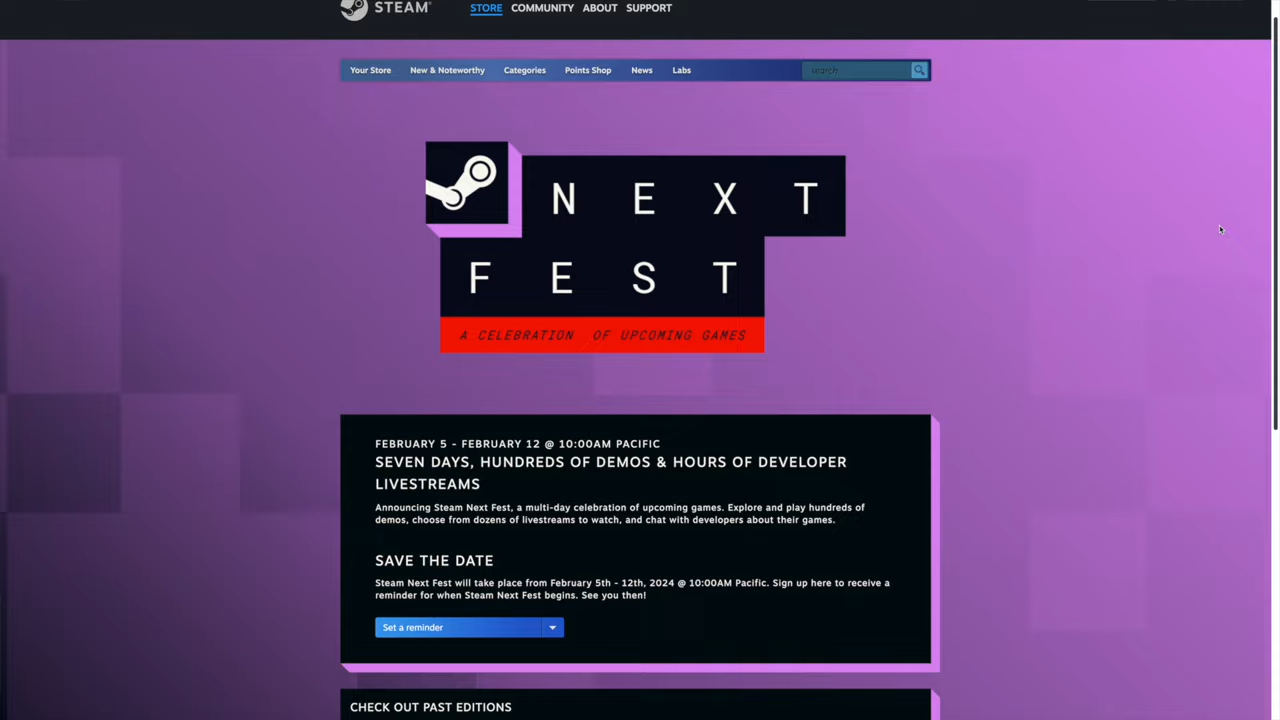 STEAM®
STORE COMMUNITY ABOUT SUPPORT
Your Store New & Noteworthy Categories Points Shop News Labs search
NEXT
FEST
A CELEBRATION OF UPCOMING GAMES
FEBRUARY 5 - FEBRUARY 12 @ 10:00AM PACIFIC
SEVEN DAYS, HUNDREDS OF DEMOS & HOURS OF DEVELOPER
LIVESTREAMS
Announcing Steam Next Fest, a multi-day celebration of upcoming games. Explore and play hundreds of
demos, choose from dozens of livestreams to watch, and chat with developers about their games.
SAVE THE DATE
Steam Next Fest will take place from February 5th - 12th, 2024 @ 10:00AM Pacific. Sign up here to receive a
reminder for when Steam Next Fest begins. See you then!
Set a reminder
CHECK OUT PAST EDITIONS